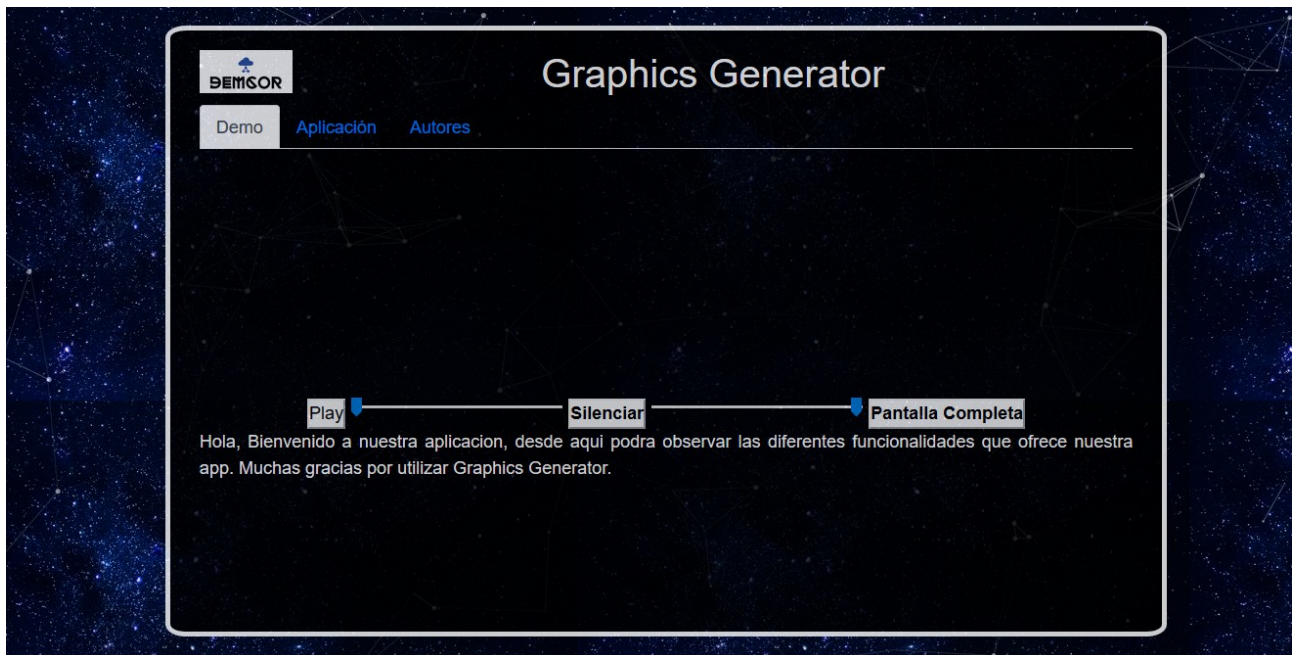 DEMGOR
Graphics Generator
Demo Aplicación Autores
Play Silenciar Pantalla Completa
Hola, Bienvenido a nuestra aplicacion, desde aqui podra observar las diferentes funcionalidades que ofrece nuestra
app. Muchas gracias por utilizar Graphics Generator.